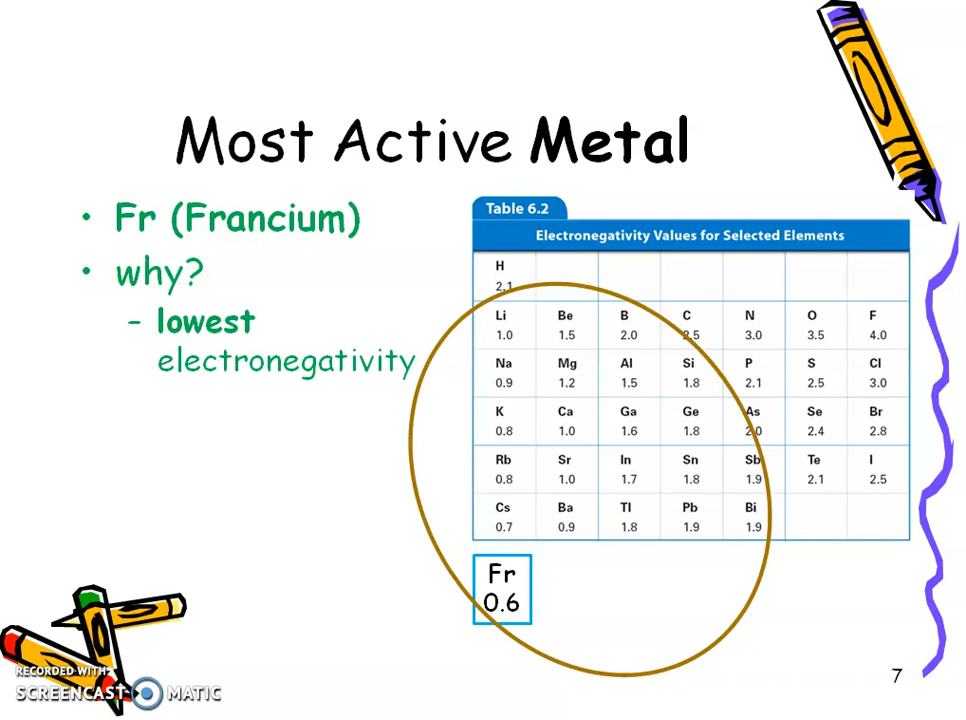 Most Active Metal
• Fr (Francium)
• why?
– lowest
electronegativity
Table 6.2
Electronegativity Values for Selected Elements
H
2.1
Li Be B C N O F
1.0 1.5 2.0 2.5 3.0 3.5 4.0
Na Mg Al Si P S Cl
0.9 1.2 1.5 1.8 2.1 2.5 3.0
K Ca Ga Ge As Se Br
0.8 1.0 1.6 1.8 2.0 2.4 2.8
Rb Sr In Sn Sb Te I
0.8 1.0 1.7 1.8 1.9 2.1 2.5
Cs Ba Tl Pb Bi
0.7 0.9 1.8 1.9 1.9
Fr
0.6
RECORDED WITH
SCREENCAST MATIC
7